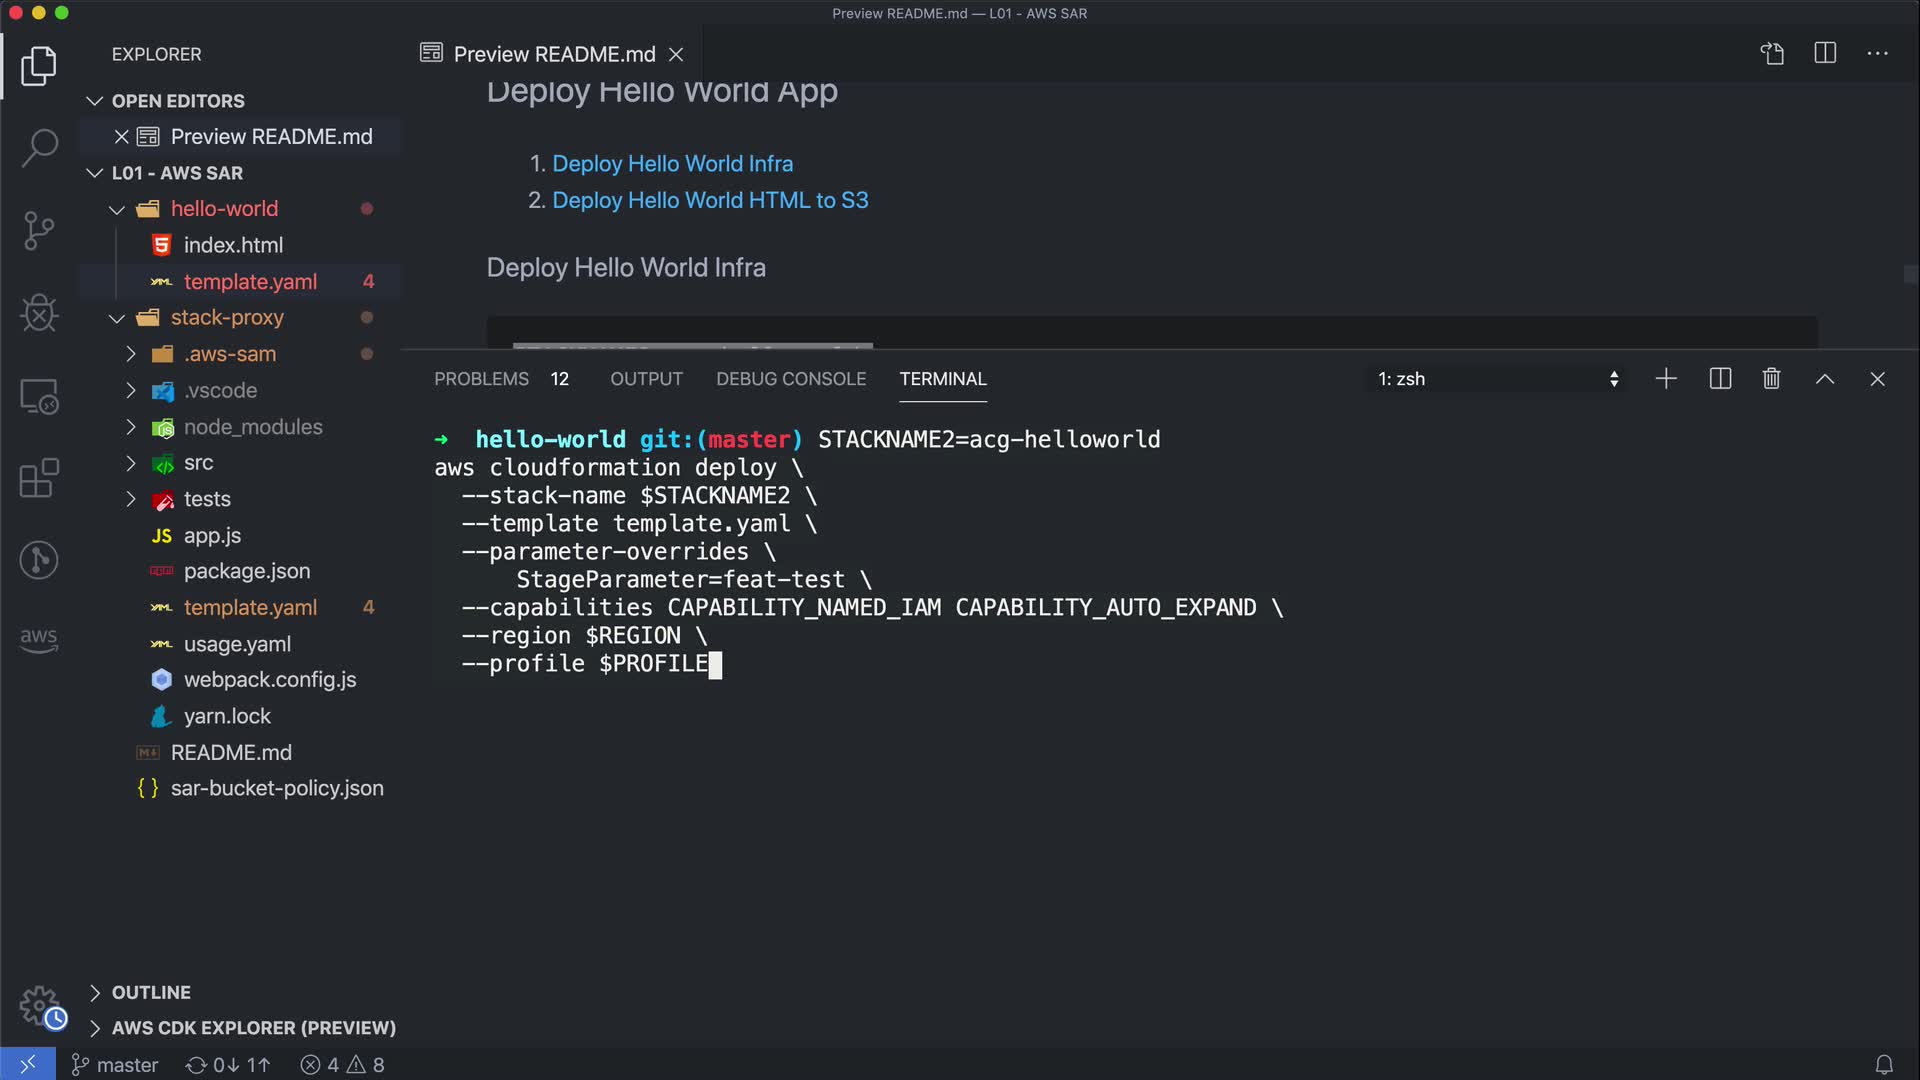 Preview README.md — L01 - AWS SAR
EXPLORER
OPEN EDITORS
Preview README.md
L01 - AWS SAR
hello-world
index.html
template.yaml 4
stack-proxy
.aws-sam
.vscode
node_modules
src
tests
app.js
package.json
template.yaml 4
usage.yaml
webpack.config.js
yarn.lock
README.md
sar-bucket-policy.json
OUTLINE
AWS CDK EXPLORER (PREVIEW)
aws
Preview README.md
Deploy Hello World App
1. Deploy Hello World Infra
2. Deploy Hello World HTML to S3
Deploy Hello World Infra
PROBLEMS 12 OUTPUT DEBUG CONSOLE TERMINAL 1: zsh
→ hello-world git:(master) STACKNAME2=acg-helloworld
aws cloudformation deploy \
--stack-name $STACKNAME2 \
--template template.yaml \
--parameter-overrides \
StageParameter=feat-test \
--capabilities CAPABILITY_NAMED_IAM CAPABILITY_AUTO_EXPAND \
--region $REGION \
--profile $PROFILE
master 0↓ 1↑ 4 8